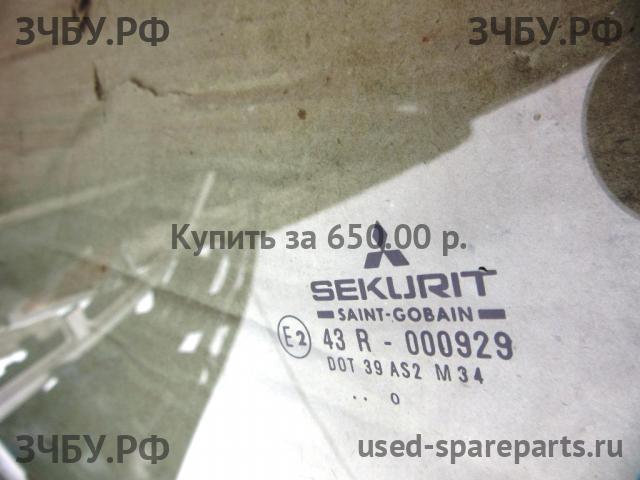 ЗЧБУ.РФ ЗЧБУ.РФ
Купить за 650.00 р.
SEKURIT
SAINT-GOBAIN
E2 43 R - 000929
DOT 39 AS2 M 34
.. o
ЗЧБУ.РФ used-spareparts.ru